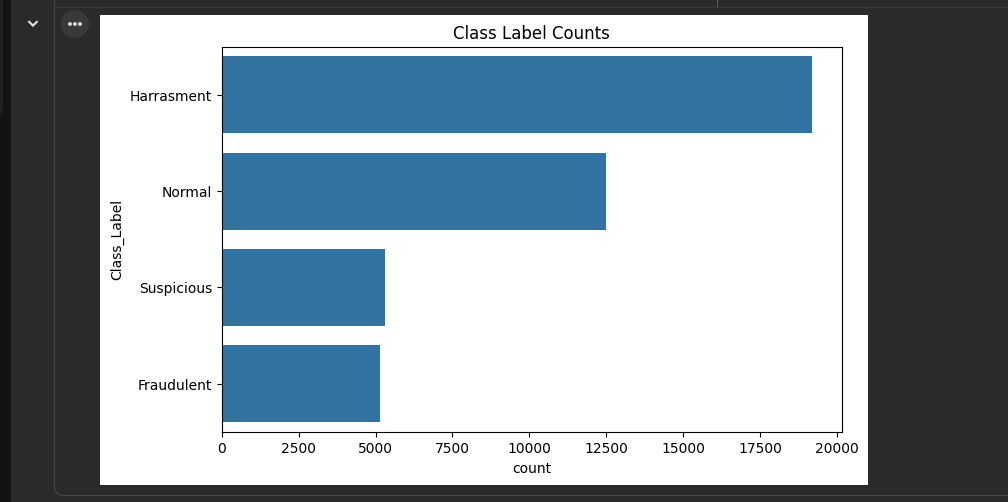 Class Label Counts
Harrasment
Normal
Suspicious
Fraudulent
Class_Label
0 2500 5000 7500 10000 12500 15000 17500 20000
count